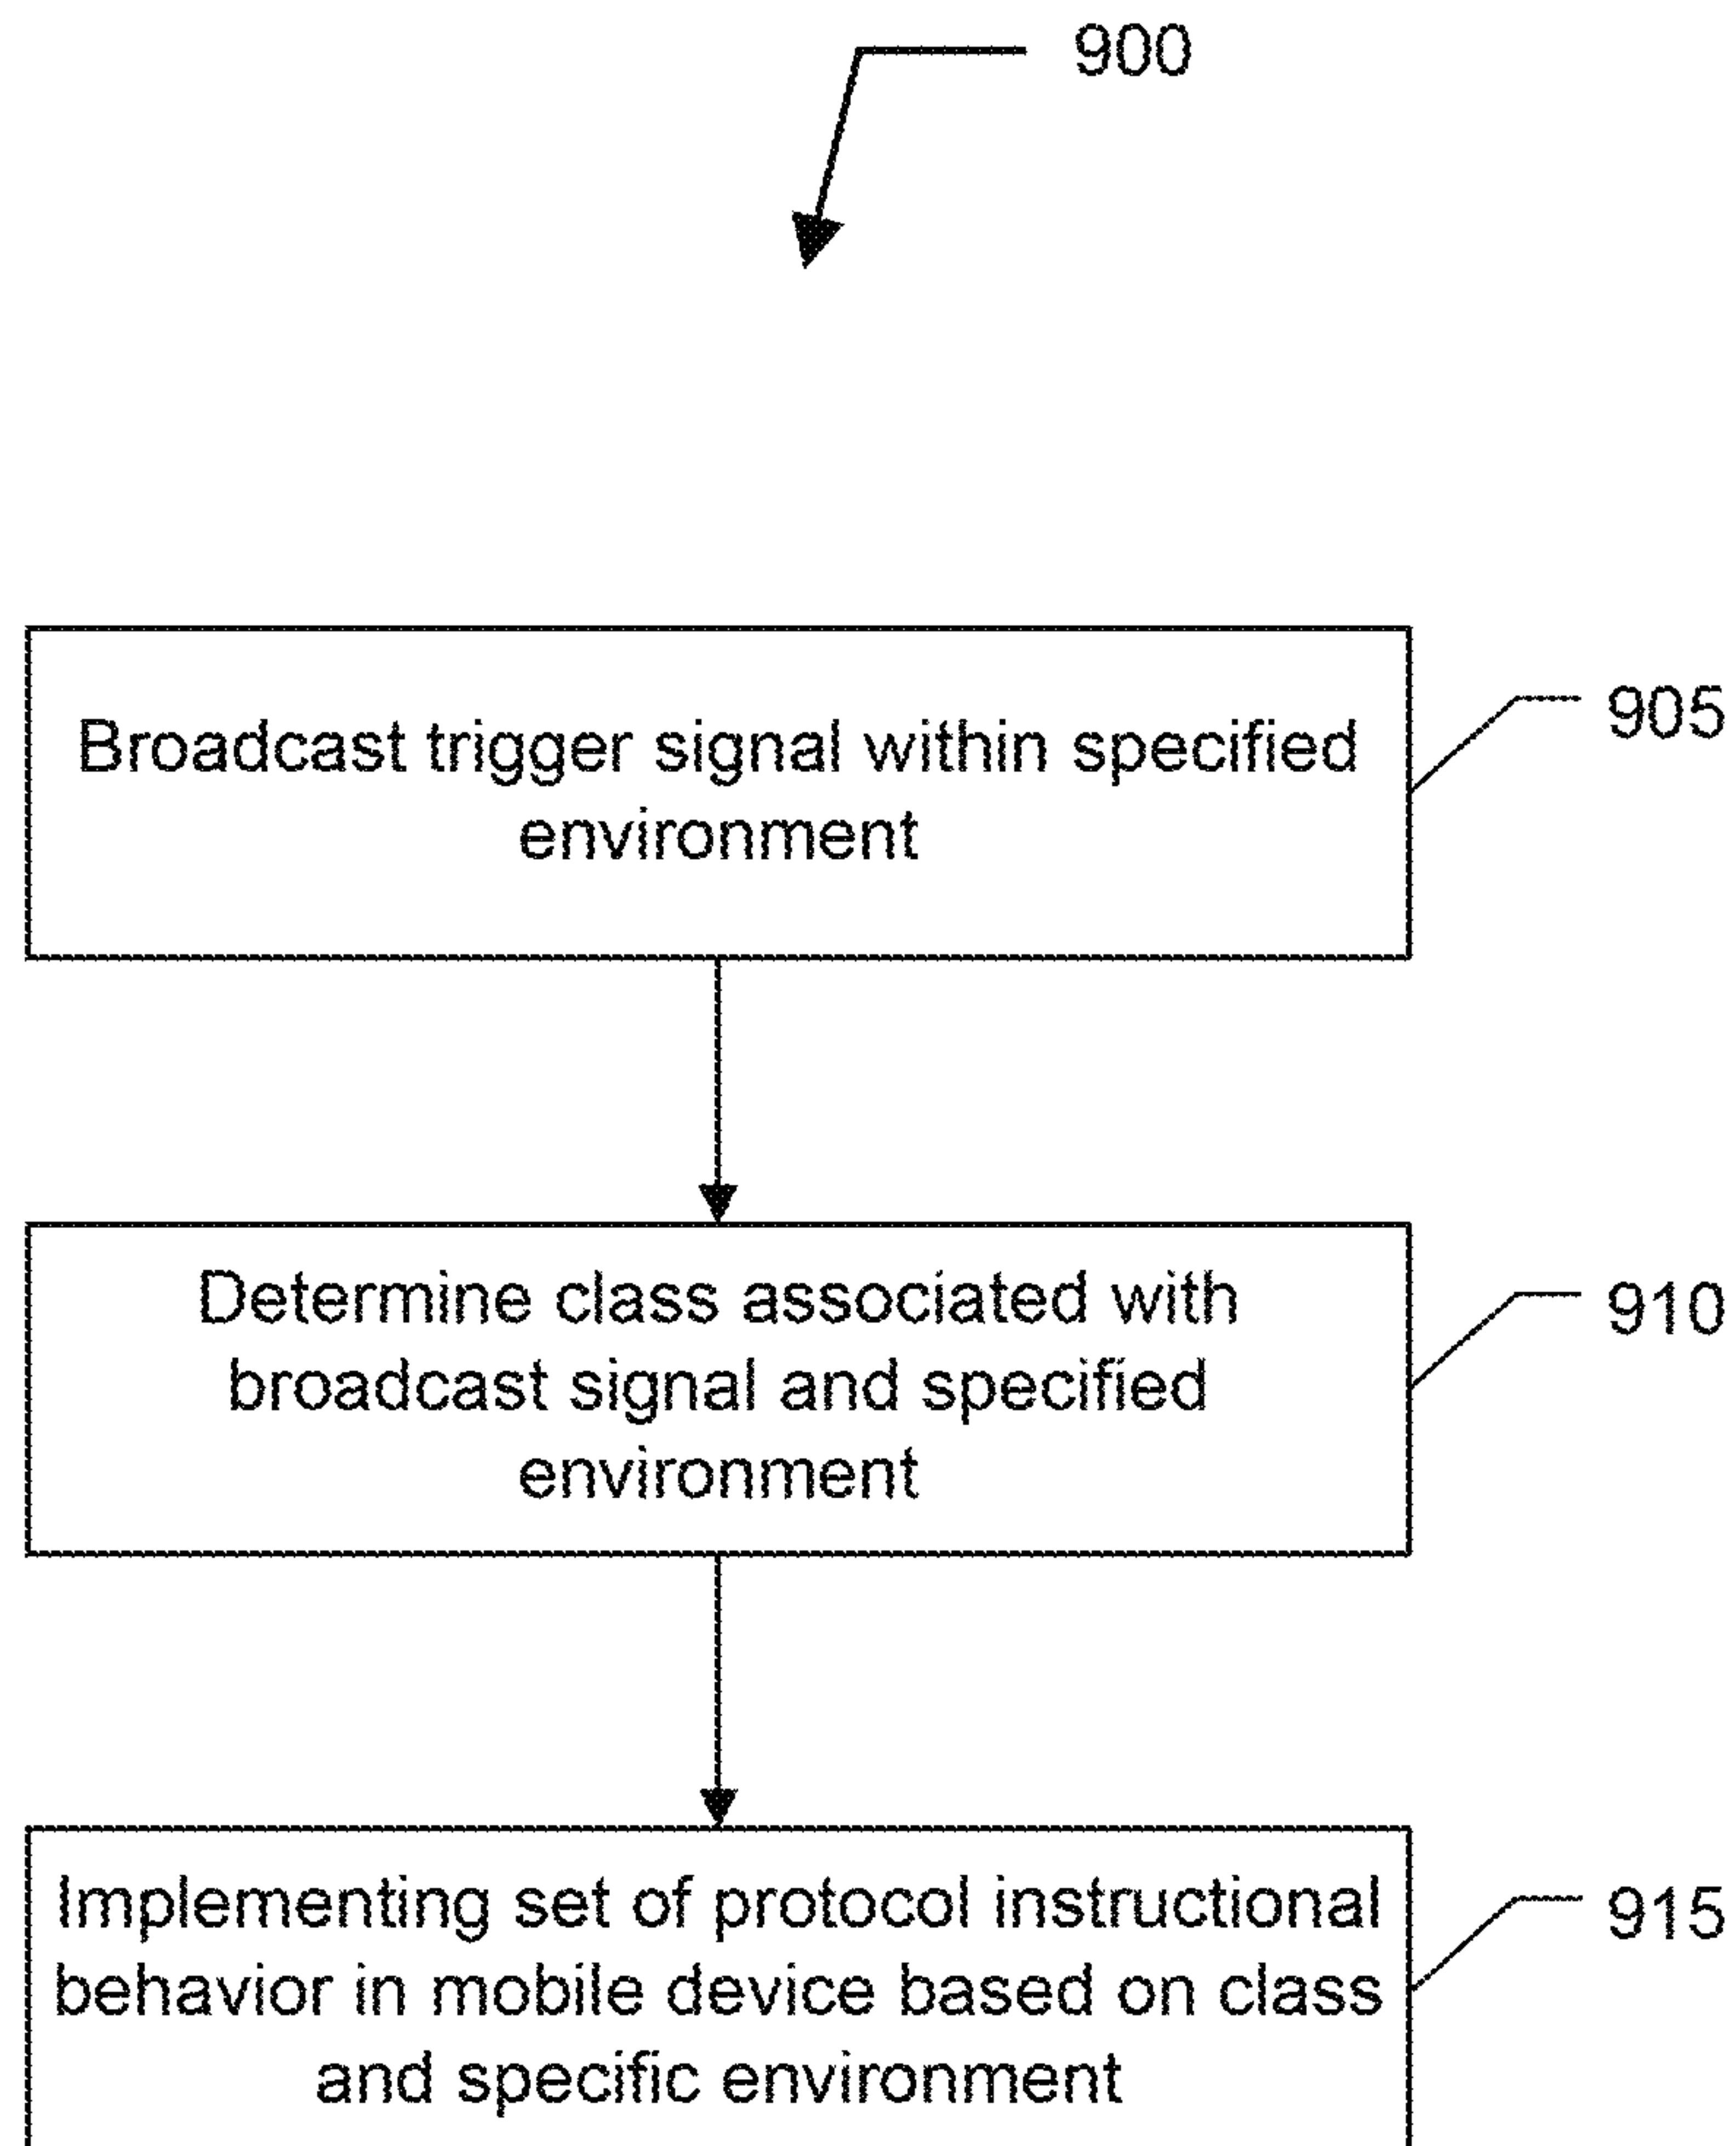 900
Broadcast trigger signal within specified
environment
905
Determine class associated with
broadcast signal and specified
environment
910
Implementing set of protocol instructional
behavior in mobile device based on class
and specific environment
915